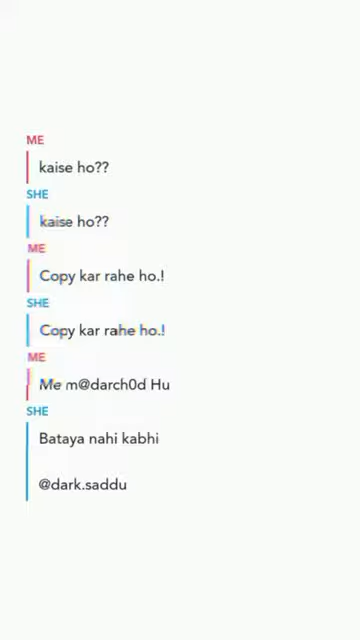 ME
kaise ho??
SHE
kaise ho??
ME
Copy kar rahe ho.!
SHE
Copy kar rahe ho.!
ME
Me m@darch0d Hu
SHE
Bataya nahi kabhi
@dark.saddu